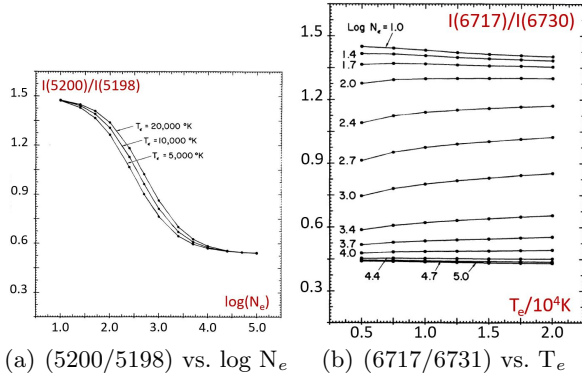 I(5200)/I(5198)
1.5
1.2
0.9
0.6
0.3
T_e = 20,000 °K
T_e = 10,000 °K
T_e = 5,000 °K
log(N_e)
1.0 2.0 3.0 4.0 5.0
(a) (5200/5198) vs. log N_e
I(6717)/I(6730)
1.5
1.2
0.9
0.6
0.3
Log N_e = 1.0
1.4
1.7
2.0
2.4
2.7
3.0
3.4
3.7
4.0
4.4 4.7 5.0
T_e/10⁴K
0.5 1.0 1.5 2.0
(b) (6717/6731) vs. T_e